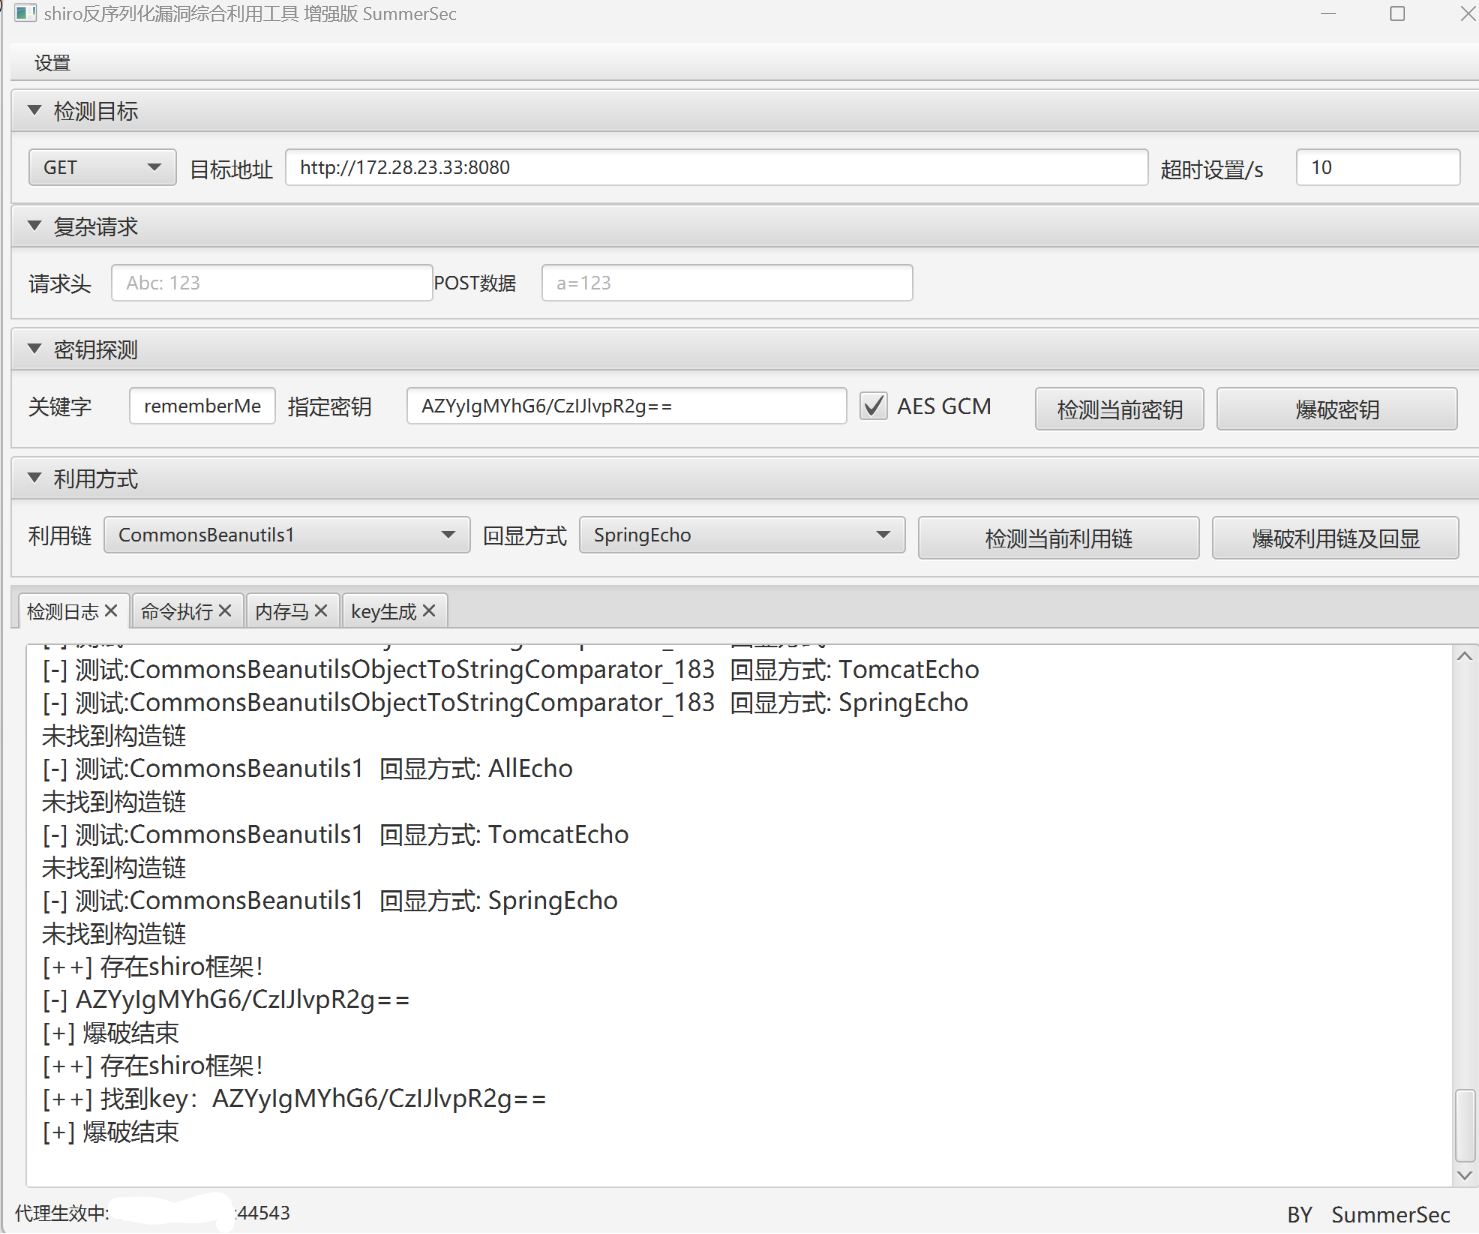 shiro反序列化漏洞综合利用工具 增强版 SummerSec
设置
检测目标
GET 目标地址 http://172.28.23.33:8080 超时设置/s 10
复杂请求
请求头 Abc: 123 POST数据 a=123
密钥探测
关键字 rememberMe 指定密钥 AZYyIgMYhG6/CzIJlvpR2g== AES GCM 检测当前密钥 爆破密钥
利用方式
利用链 CommonsBeanutils1 回显方式 SpringEcho 检测当前利用链 爆破利用链及回显
检测日志 命令执行 内存马 key生成
[-] 测试:CommonsBeanutilsObjectToStringComparator_183 回显方式: TomcatEcho
[-] 测试:CommonsBeanutilsObjectToStringComparator_183 回显方式: SpringEcho
未找到构造链
[-] 测试:CommonsBeanutils1 回显方式: AllEcho
未找到构造链
[-] 测试:CommonsBeanutils1 回显方式: TomcatEcho
未找到构造链
[-] 测试:CommonsBeanutils1 回显方式: SpringEcho
未找到构造链
[++] 存在shiro框架！
[-] AZYyIgMYhG6/CzIJlvpR2g==
[+] 爆破结束
[++] 存在shiro框架！
[++] 找到key：AZYyIgMYhG6/CzIJlvpR2g==
[+] 爆破结束
代理生效中: :44543
BY SummerSec